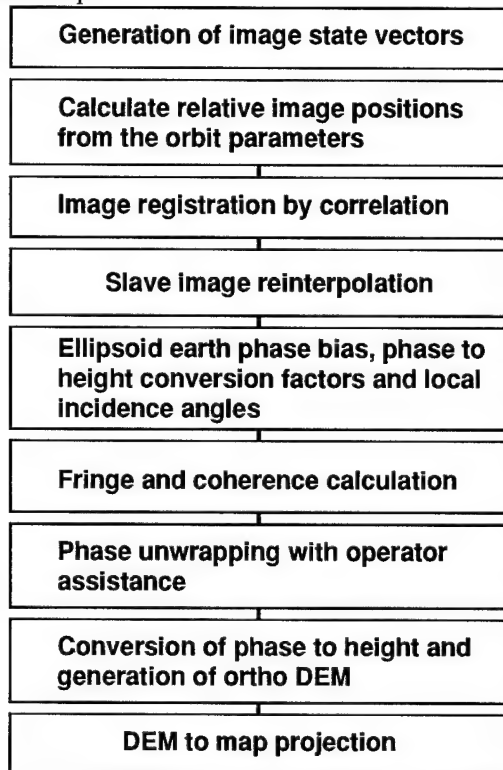 Generation of image state vectors
Calculate relative image positions
from the orbit parameters
Image registration by correlation
Slave image reinterpolation
Ellipsoid earth phase bias, phase to
height conversion factors and local
incidence angles
Fringe and coherence calculation
Phase unwrapping with operator
assistance
Conversion of phase to height and
generation of ortho DEM
DEM to map projection